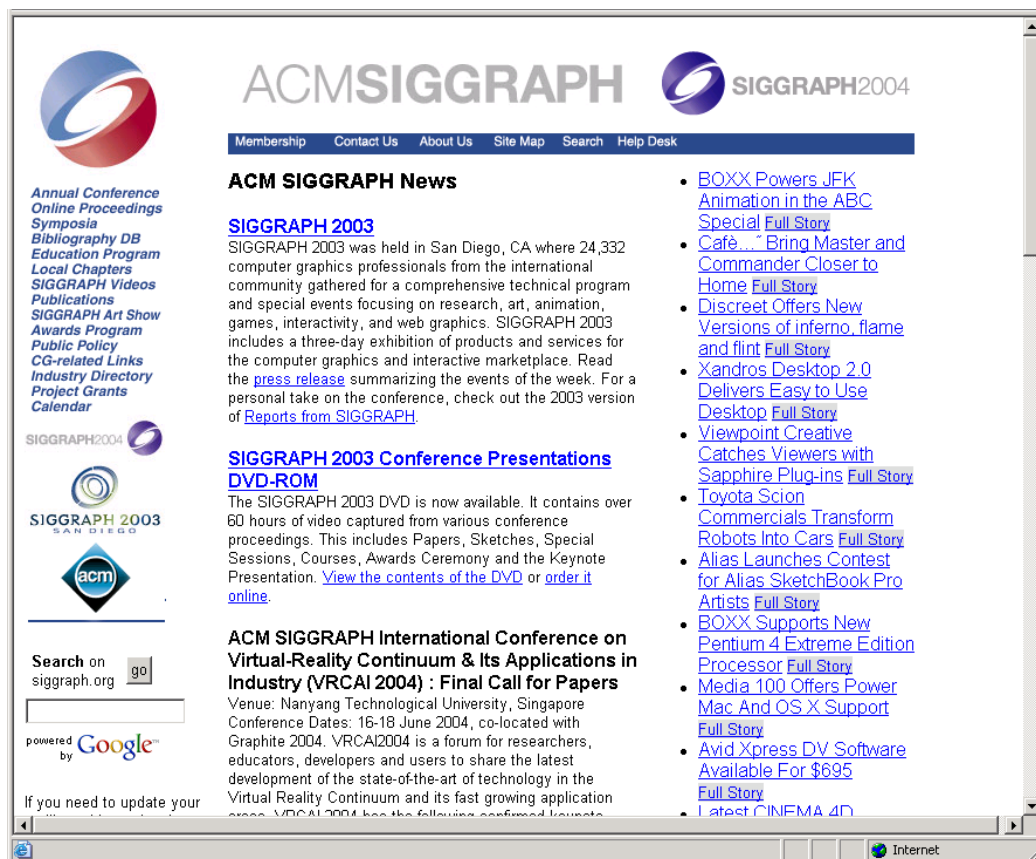 ACMSIGGRAPH
SIGGRAPH2004
Membership Contact Us About Us Site Map Search Help Desk
Annual Conference
Online Proceedings
Symposia
Bibliography DB
Education Program
Local Chapters
SIGGRAPH Videos
Publications
SIGGRAPH Art Show
Awards Program
Public Policy
CG-related Links
Industry Directory
Project Grants
Calendar
SIGGRAPH2004
SIGGRAPH 2003
SAN DIEGO
acm
Search on
siggraph.org
go
powered
by Google™
If you need to update your
ACM SIGGRAPH News
SIGGRAPH 2003
SIGGRAPH 2003 was held in San Diego, CA where 24,332
computer graphics professionals from the international
community gathered for a comprehensive technical program
and special events focusing on research, art, animation,
games, interactivity, and web graphics. SIGGRAPH 2003
includes a three-day exhibition of products and services for
the computer graphics and interactive marketplace. Read
the press release summarizing the events of the week. For a
personal take on the conference, check out the 2003 version
of Reports from SIGGRAPH.
SIGGRAPH 2003 Conference Presentations
DVD-ROM
The SIGGRAPH 2003 DVD is now available. It contains over
60 hours of video captured from various conference
proceedings. This includes Papers, Sketches, Special
Sessions, Courses, Awards Ceremony and the Keynote
Presentation. View the contents of the DVD or order it
online.
ACM SIGGRAPH International Conference on
Virtual-Reality Continuum & Its Applications in
Industry (VRCAI 2004) : Final Call for Papers
Venue: Nanyang Technological University, Singapore
Conference Dates: 16-18 June 2004, co-located with
Graphite 2004. VRCAI2004 is a forum for researchers,
educators, developers and users to share the latest
development of the state-of-the-art of technology in the
Virtual Reality Continuum and its fast growing application
areas. VRCAI 2004 has the following confirmed keynote
BOXX Powers JFK
Animation in the ABC
Special Full Story
Cafè...˝ Bring Master and
Commander Closer to
Home Full Story
Discreet Offers New
Versions of inferno, flame
and flint Full Story
Xandros Desktop 2.0
Delivers Easy to Use
Desktop Full Story
Viewpoint Creative
Catches Viewers with
Sapphire Plug-ins Full Story
Toyota Scion
Commercials Transform
Robots Into Cars Full Story
Alias Launches Contest
for Alias SketchBook Pro
Artists Full Story
BOXX Supports New
Pentium 4 Extreme Edition
Processor Full Story
Media 100 Offers Power
Mac And OS X Support
Full Story
Avid Xpress DV Software
Available For $695
Full Story
Latest CINEMA 4D
Internet